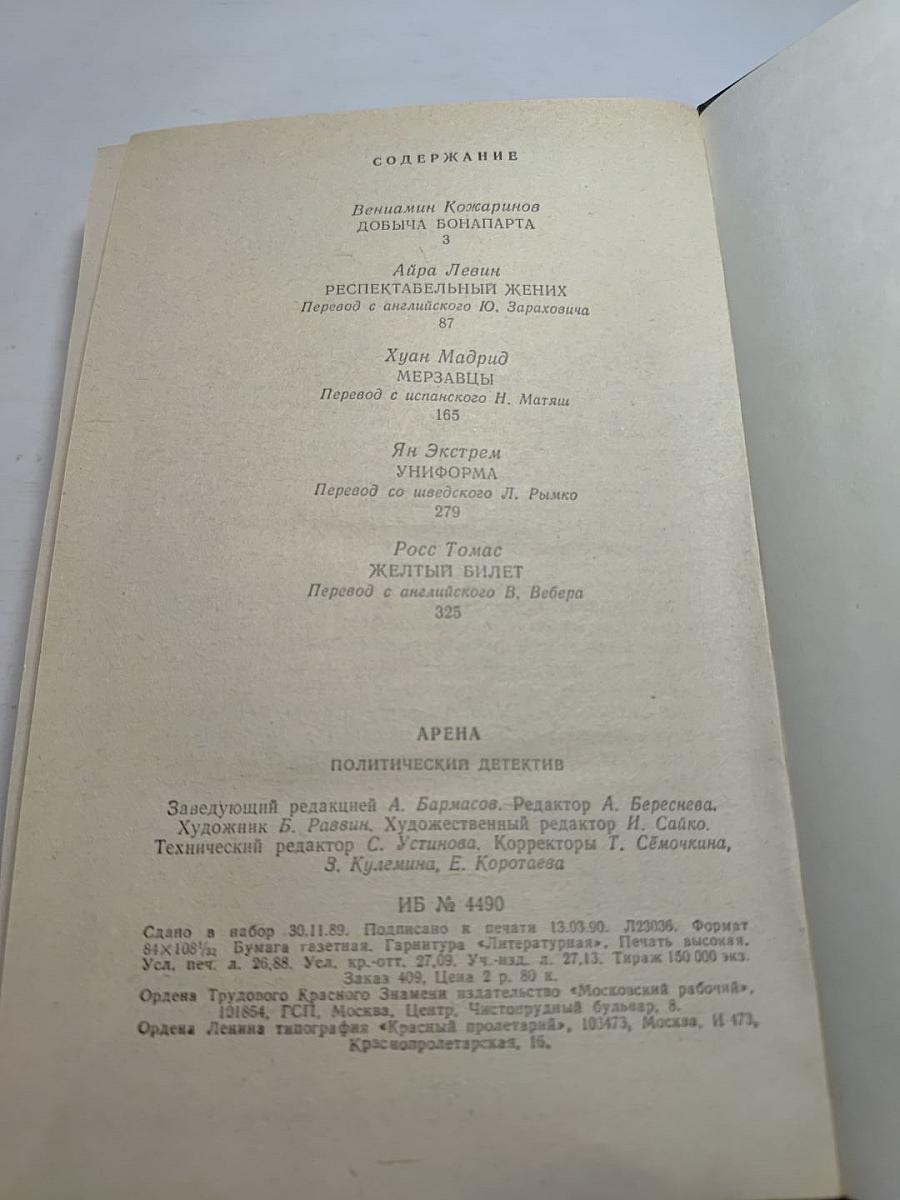 СОДЕРЖАНИЕ
Вениамин Кожаринов
ДОБЫЧА БОНАПАРТА
3
Айра Левин
РЕСПЕКТАБЕЛЬНЫЙ ЖЕНИХ
Перевод с английского Ю. Зараховича
87
Хуан Мадрид
МЕРЗАВЦЫ
Перевод с испанского Н. Матяш
165
Ян Экстрем
УНИФОРМА
Перевод со шведского Л. Рымко
279
Росс Томас
ЖЕЛТЫЙ БИЛЕТ
Перевод с английского В. Вебера
325
АРЕНА
ПОЛИТИЧЕСКИЙ ДЕТЕКТИВ
Заведующий редакцией А. Бармасов. Редактор А. Береснева.
Художник Б. Раввин. Художественный редактор И. Сайко.
Технический редактор С. Устинова. Корректоры Т. Сёмочкина,
З. Кулемина, Е. Коротаева
ИБ № 4490
Сдано в набор 30.11.89. Подписано к печати 13.03.90. Л23036. Формат
84×108¹/₃₂ Бумага газетная. Гарнитура «Литературная». Печать высокая.
Усл. печ. л. 26,88. Усл. кр.-отт. 27,09. Уч.-изд. л. 27,13. Тираж 150 000 экз.
Заказ 409. Цена 2 р. 80 к.
Ордена Трудового Красного Знамени издательство «Московский рабочий»,
101854, ГСП, Москва, Центр, Чистопрудный бульвар, 8.
Ордена Ленина типография «Красный пролетарий», 103473, Москва, И-473,
Краснопролетарская, 16.